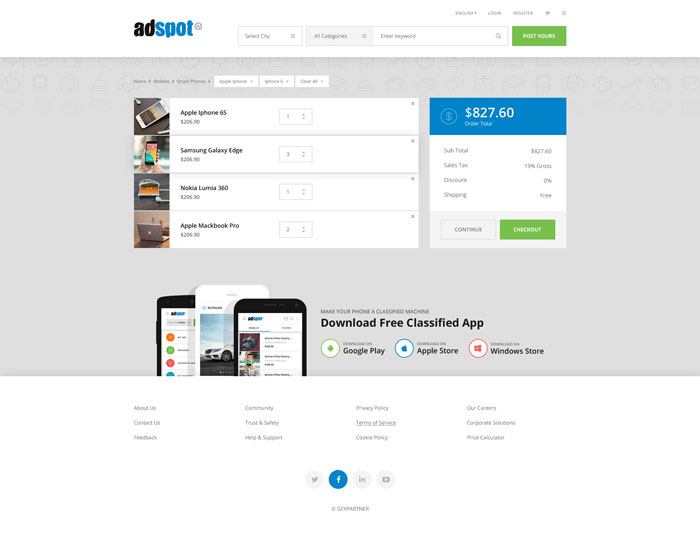 ENGLISH
LOGIN
REGISTER
adspot
Select City
All Categories
Enter keyword
POST YOURS
Home
Mobiles
Smart Phones
Apple Iphone
Iphone 6
Clear All
Apple Iphone 6S
$206.90
1
Samsung Galaxy Edge
$206.90
3
Nokia Lumia 360
$206.90
1
Apple Mackbook Pro
$206.90
2
$827.60
Order Total
Sub Total $827.60
Sales Tax 19% Gross
Discount 0%
Shipping Free
CONTINUE
CHECKOUT
adspot
Ad Details
adspot
MAKE YOUR PHONE A CLASSIFIED MACHINE
Download Free Classified App
DOWNLOAD ON
Google Play
DOWNLOAD ON
Apple Store
DOWNLOAD ON
Windows Store
About Us
Community
Privacy Policy
Our Careers
Contact Us
Trust & Safety
Terms of Service
Corporate Solutions
Feedback
Help & Support
Cookie Policy
Price Calculator
© GFXPARTNER